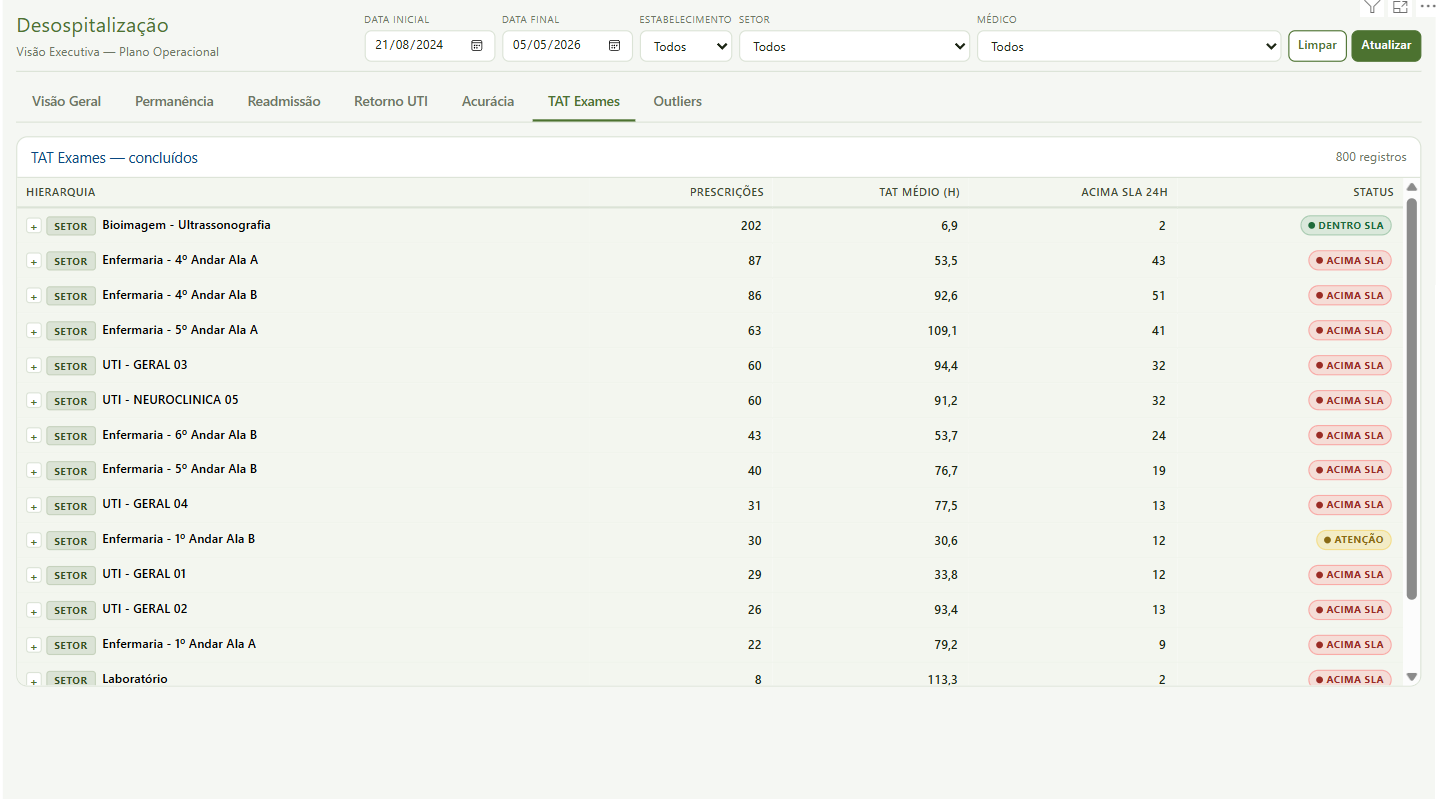 Desospitalização
Visão Executiva — Plano Operacional
DATA INICIAL DATA FINAL ESTABELECIMENTO SETOR MÉDICO
21/08/2024 05/05/2026 Todos Todos Todos Limpar Atualizar
Visão Geral Permanência Readmissão Retorno UTI Acurácia TAT Exames Outliers
TAT Exames — concluídos 800 registros
HIERARQUIA PRESCRIÇÕES TAT MÉDIO (H) ACIMA SLA 24H STATUS
+ SETOR Bioimagem - Ultrassonografia 202 6,9 2 DENTRO SLA
+ SETOR Enfermaria - 4º Andar Ala A 87 53,5 43 ACIMA SLA
+ SETOR Enfermaria - 4º Andar Ala B 86 92,6 51 ACIMA SLA
+ SETOR Enfermaria - 5º Andar Ala A 63 109,1 41 ACIMA SLA
+ SETOR UTI - GERAL 03 60 94,4 32 ACIMA SLA
+ SETOR UTI - NEUROCLINICA 05 60 91,2 32 ACIMA SLA
+ SETOR Enfermaria - 6º Andar Ala B 43 53,7 24 ACIMA SLA
+ SETOR Enfermaria - 5º Andar Ala B 40 76,7 19 ACIMA SLA
+ SETOR UTI - GERAL 04 31 77,5 13 ACIMA SLA
+ SETOR Enfermaria - 1º Andar Ala B 30 30,6 12 ATENÇÃO
+ SETOR UTI - GERAL 01 29 33,8 12 ACIMA SLA
+ SETOR UTI - GERAL 02 26 93,4 13 ACIMA SLA
+ SETOR Enfermaria - 1º Andar Ala A 22 79,2 9 ACIMA SLA
+ SETOR Laboratório 8 113,3 2 ACIMA SLA